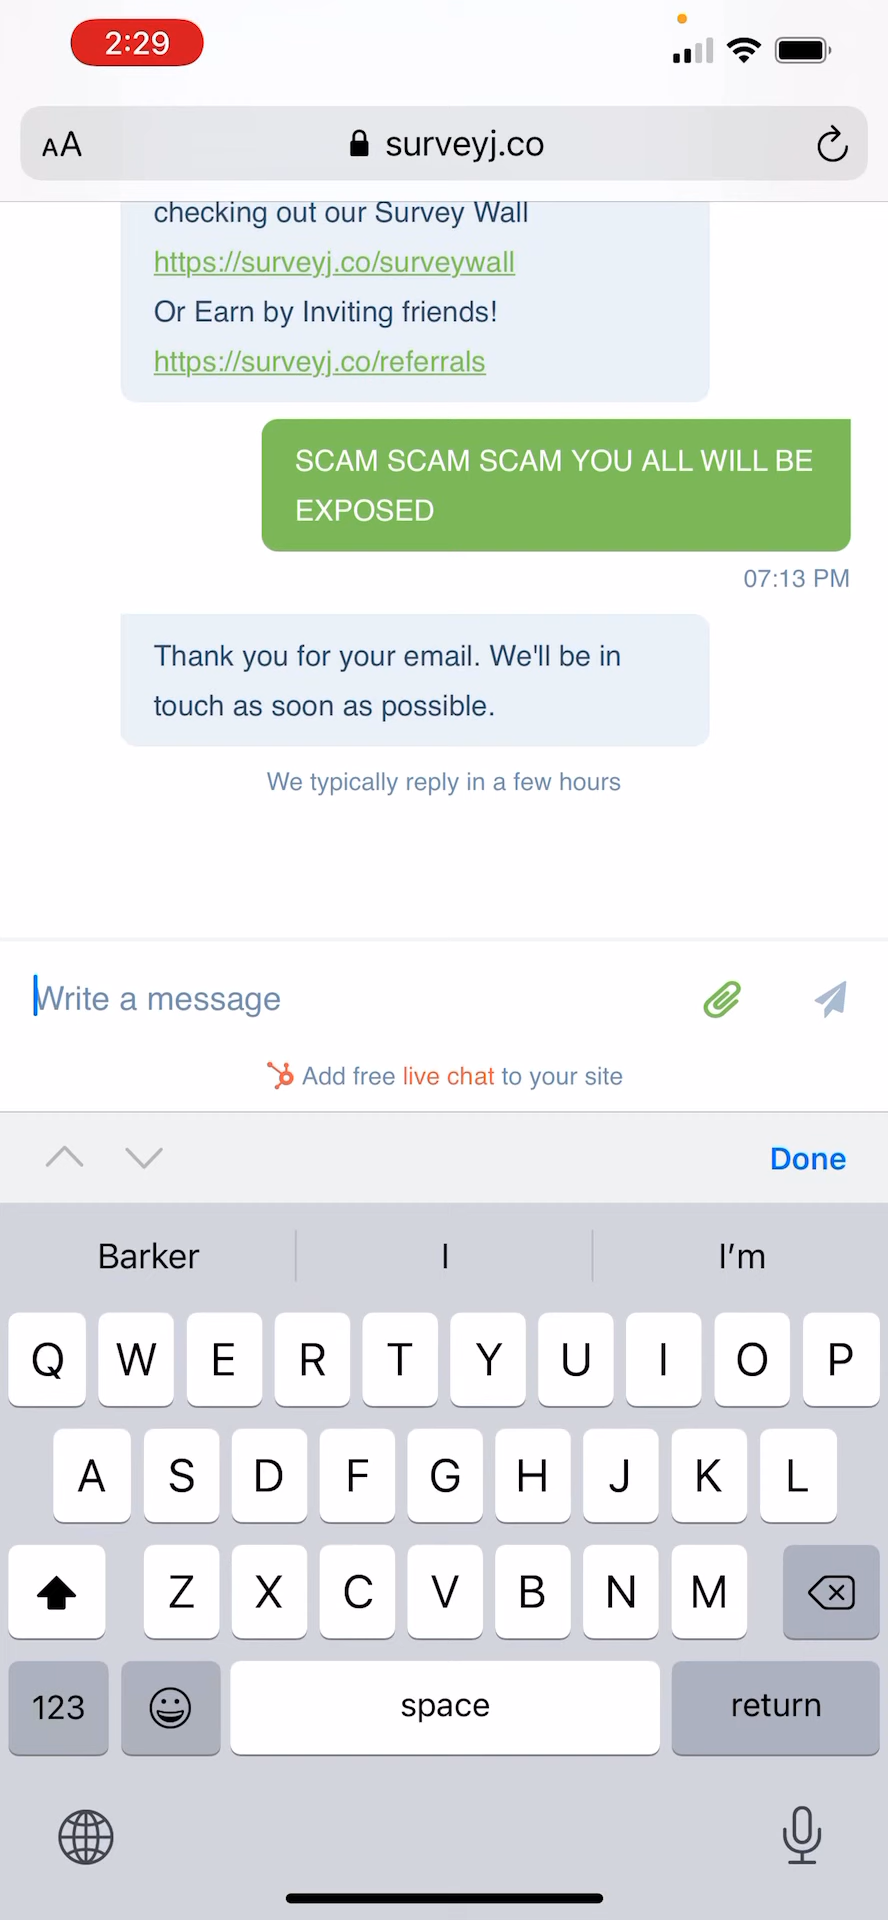 2:29
AA surveyj.co
checking out our Survey Wall
https://surveyj.co/surveywall
Or Earn by Inviting friends!
https://surveyj.co/referrals
SCAM SCAM SCAM YOU ALL WILL BE
EXPOSED
07:13 PM
Thank you for your email. We'll be in
touch as soon as possible.
We typically reply in a few hours
Write a message
Add free live chat to your site
Done
Barker I I'm
Q W E R T Y U I O P
A S D F G H J K L
Z X C V B N M
123 space return